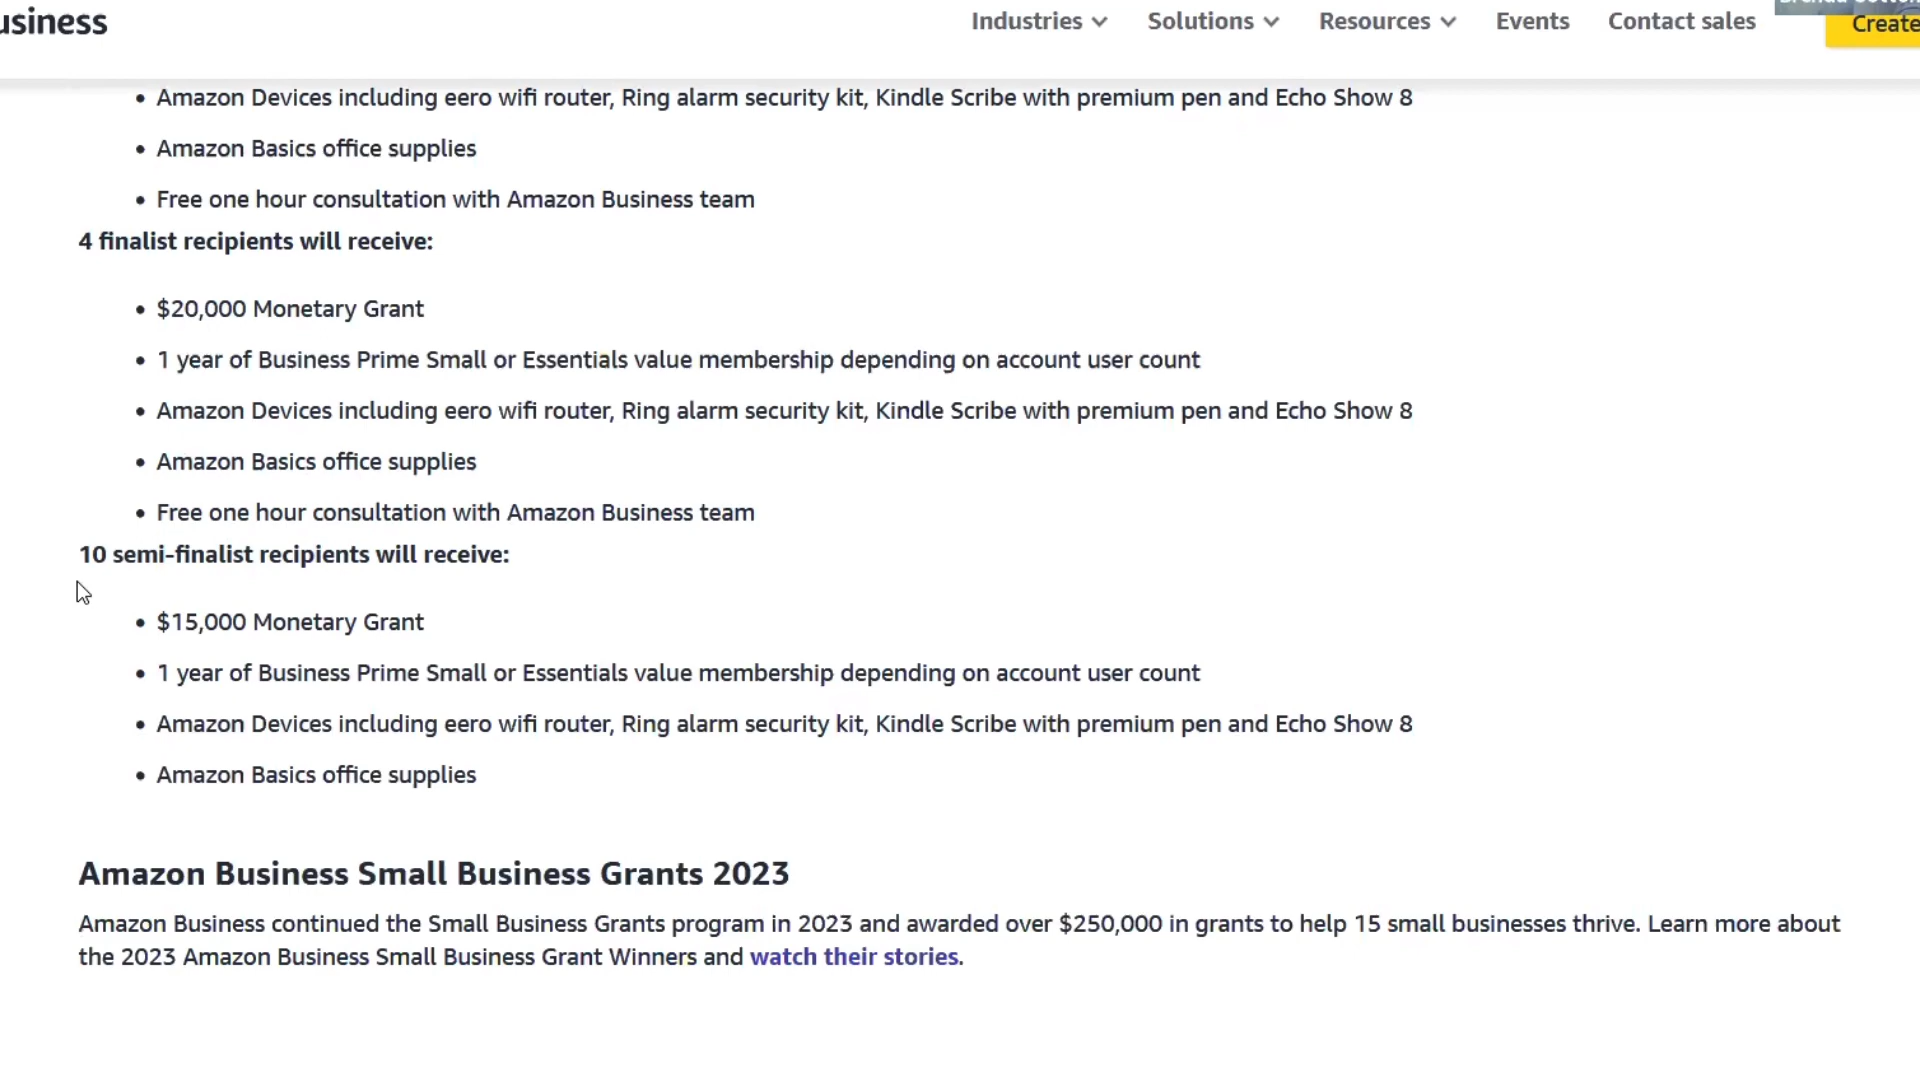 usiness
Industries
Solutions
Resources
Events
Contact sales
Create
• Amazon Devices including eero wifi router, Ring alarm security kit, Kindle Scribe with premium pen and Echo Show 8
• Amazon Basics office supplies
• Free one hour consultation with Amazon Business team
4 finalist recipients will receive:
• $20,000 Monetary Grant
• 1 year of Business Prime Small or Essentials value membership depending on account user count
• Amazon Devices including eero wifi router, Ring alarm security kit, Kindle Scribe with premium pen and Echo Show 8
• Amazon Basics office supplies
• Free one hour consultation with Amazon Business team
10 semi-finalist recipients will receive:
• $15,000 Monetary Grant
• 1 year of Business Prime Small or Essentials value membership depending on account user count
• Amazon Devices including eero wifi router, Ring alarm security kit, Kindle Scribe with premium pen and Echo Show 8
• Amazon Basics office supplies
Amazon Business Small Business Grants 2023
Amazon Business continued the Small Business Grants program in 2023 and awarded over $250,000 in grants to help 15 small businesses thrive. Learn more about
the 2023 Amazon Business Small Business Grant Winners and watch their stories.